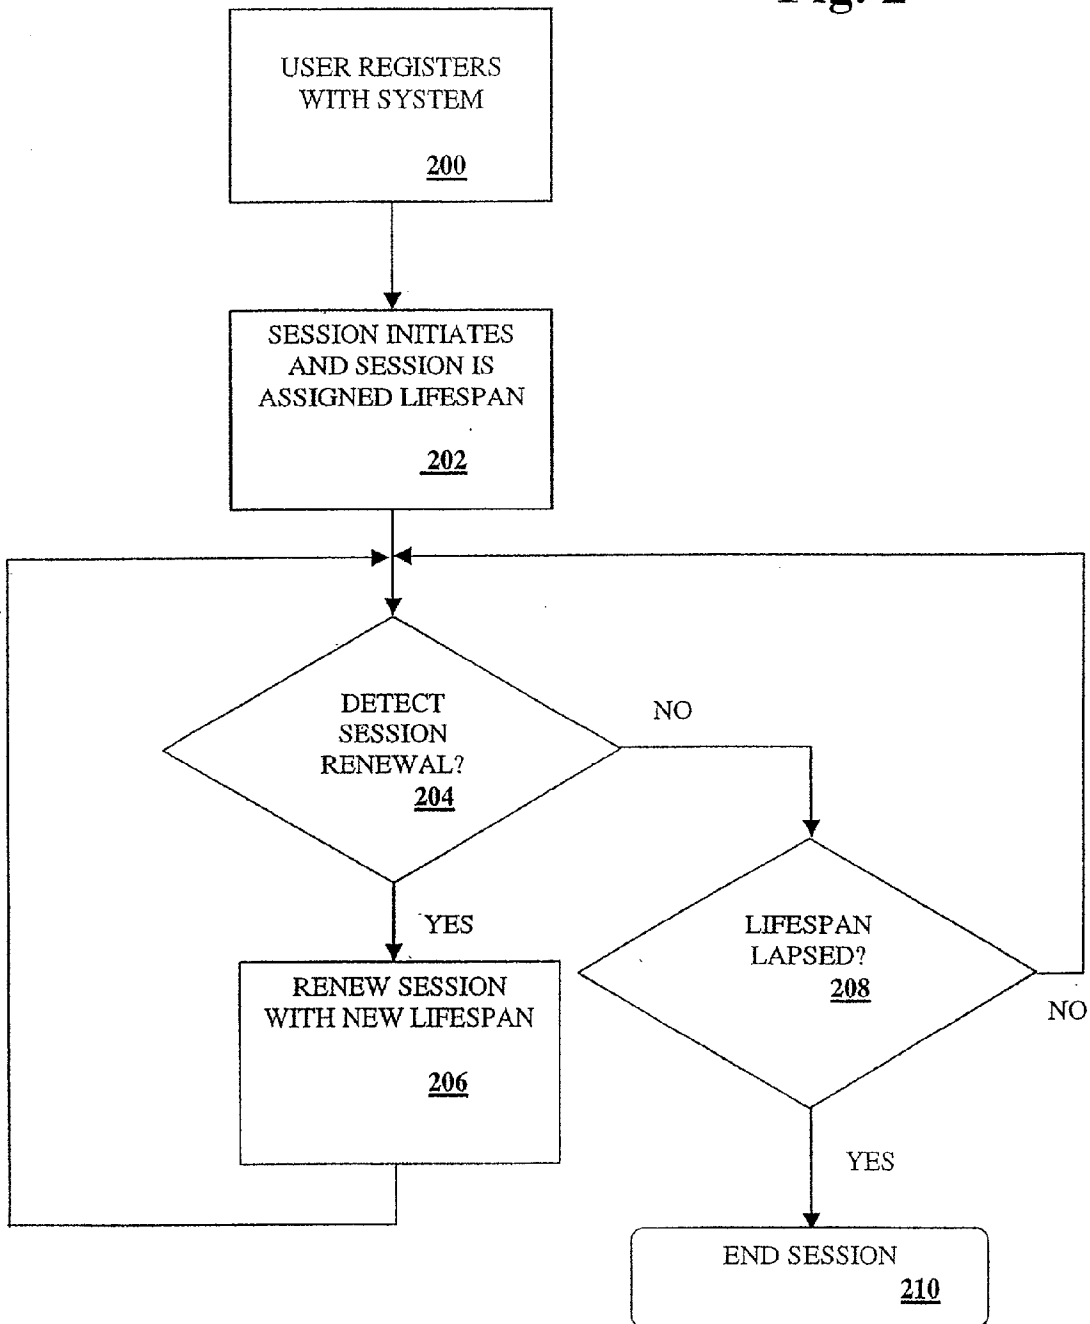 USER REGISTERS
WITH SYSTEM
200
SESSION INITIATES
AND SESSION IS
ASSIGNED LIFESPAN
202
DETECT
SESSION
RENEWAL?
204
NO
YES
RENEW SESSION
WITH NEW LIFESPAN
206
LIFESPAN
LAPSED?
208
NO
YES
END SESSION
210